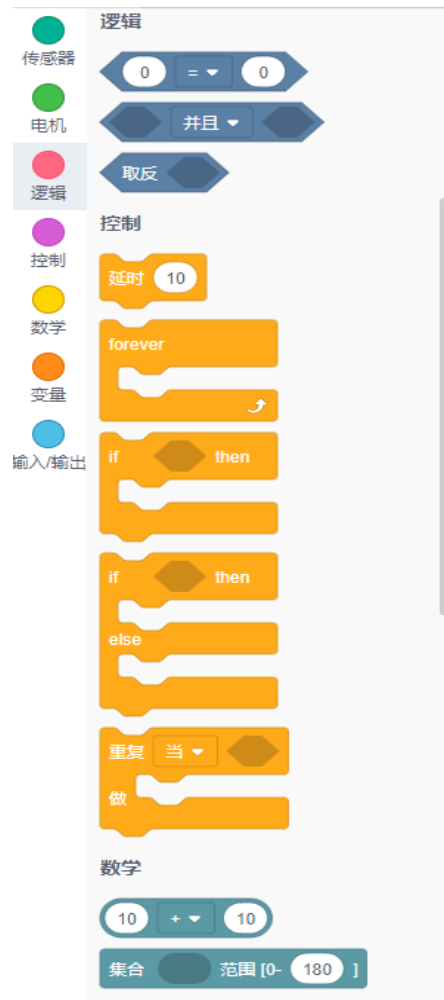 传感器
电机
逻辑
控制
数学
变量
输入/输出
逻辑
0 = 0
并且
取反
控制
延时 10
forever
if then
if then
else
重复 当
做
数学
10 + 10
集合 范围 [0- 180 ]